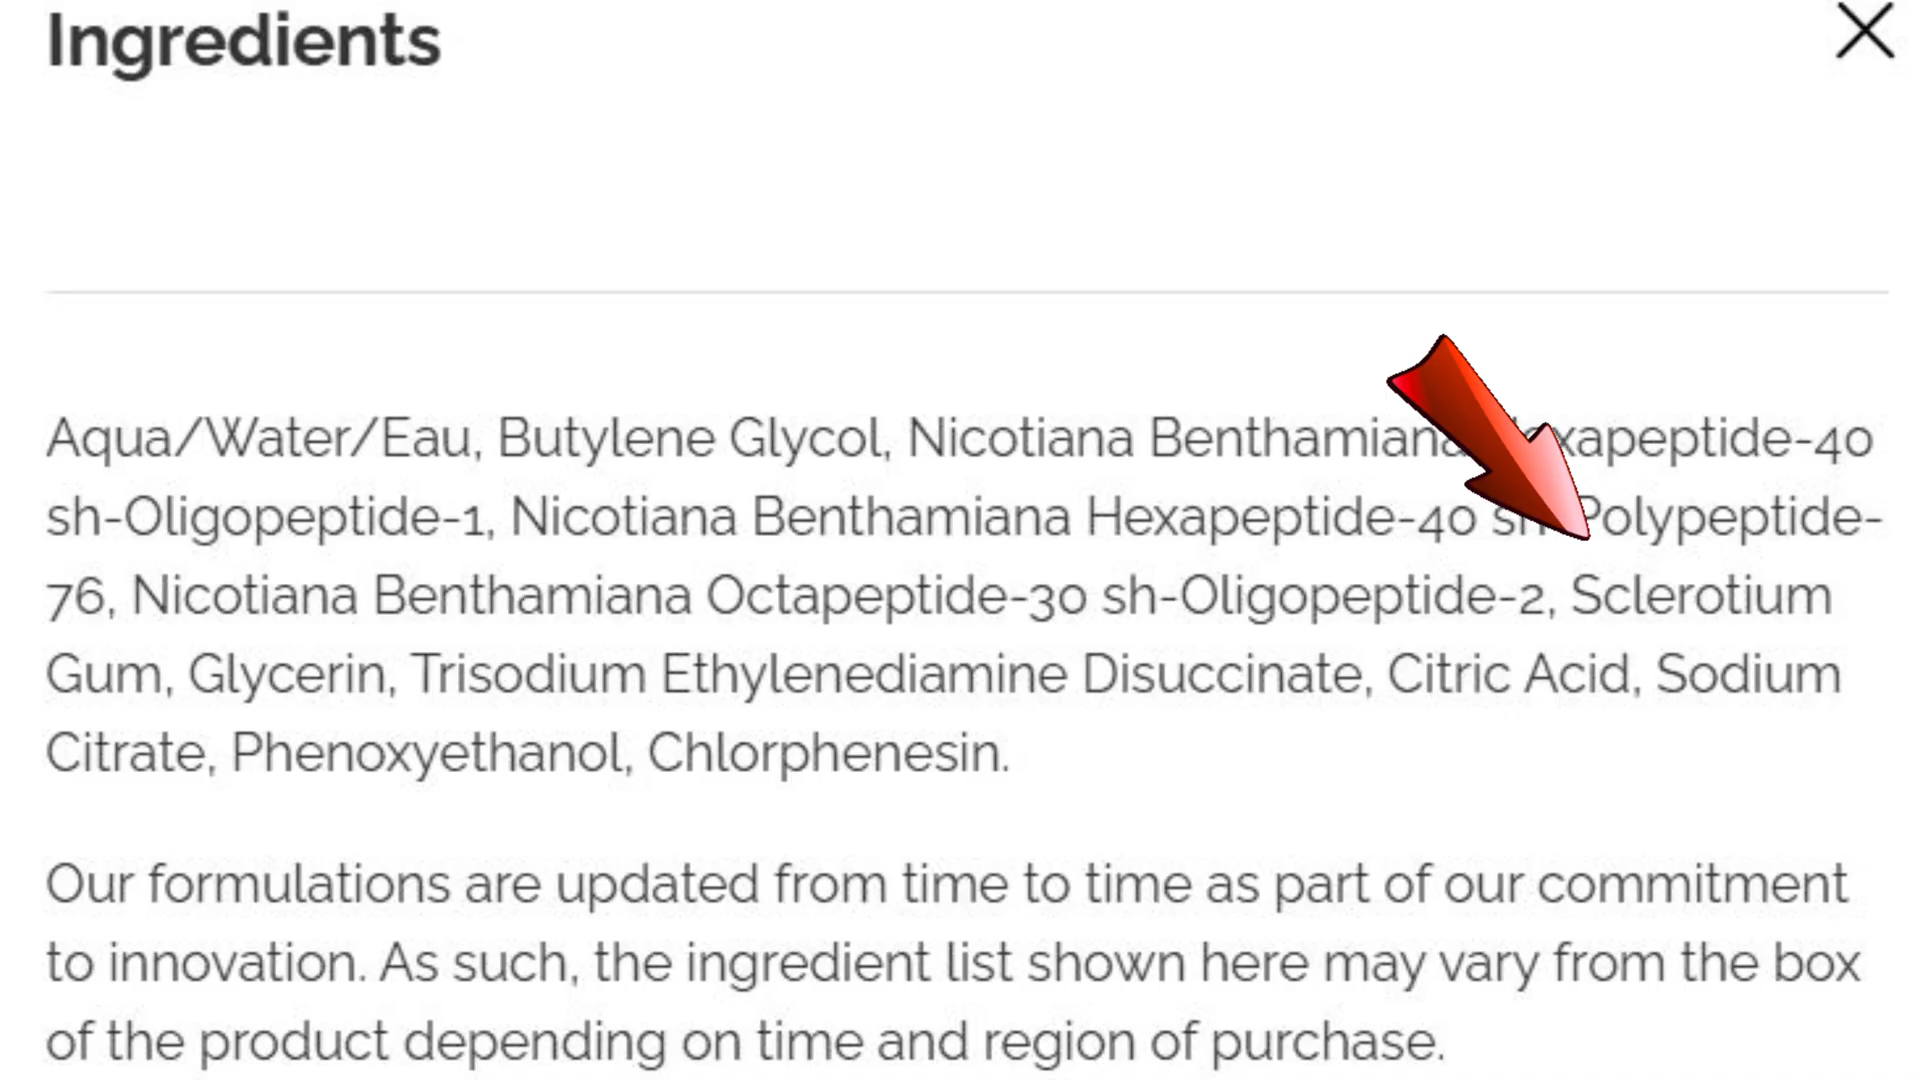 Ingredients
Aqua/Water/Eau, Butylene Glycol, Nicotiana Benthamiana -40
sh-Oligopeptide-1, Nicotiana Benthamiana Hexapeptide-40 sh-Polypeptide-
76, Nicotiana Benthamiana Octapeptide-30 sh-Oligopeptide-2, Sclerotium
Gum, Glycerin, Trisodium Ethylenediamine Disuccinate, Citric Acid, Sodium
Citrate, Phenoxyethanol, Chlorphenesin.
Our formulations are updated from time to time as part of our commitment
to innovation. As such, the ingredient list shown here may vary from the box
of the product depending on time and region of purchase.